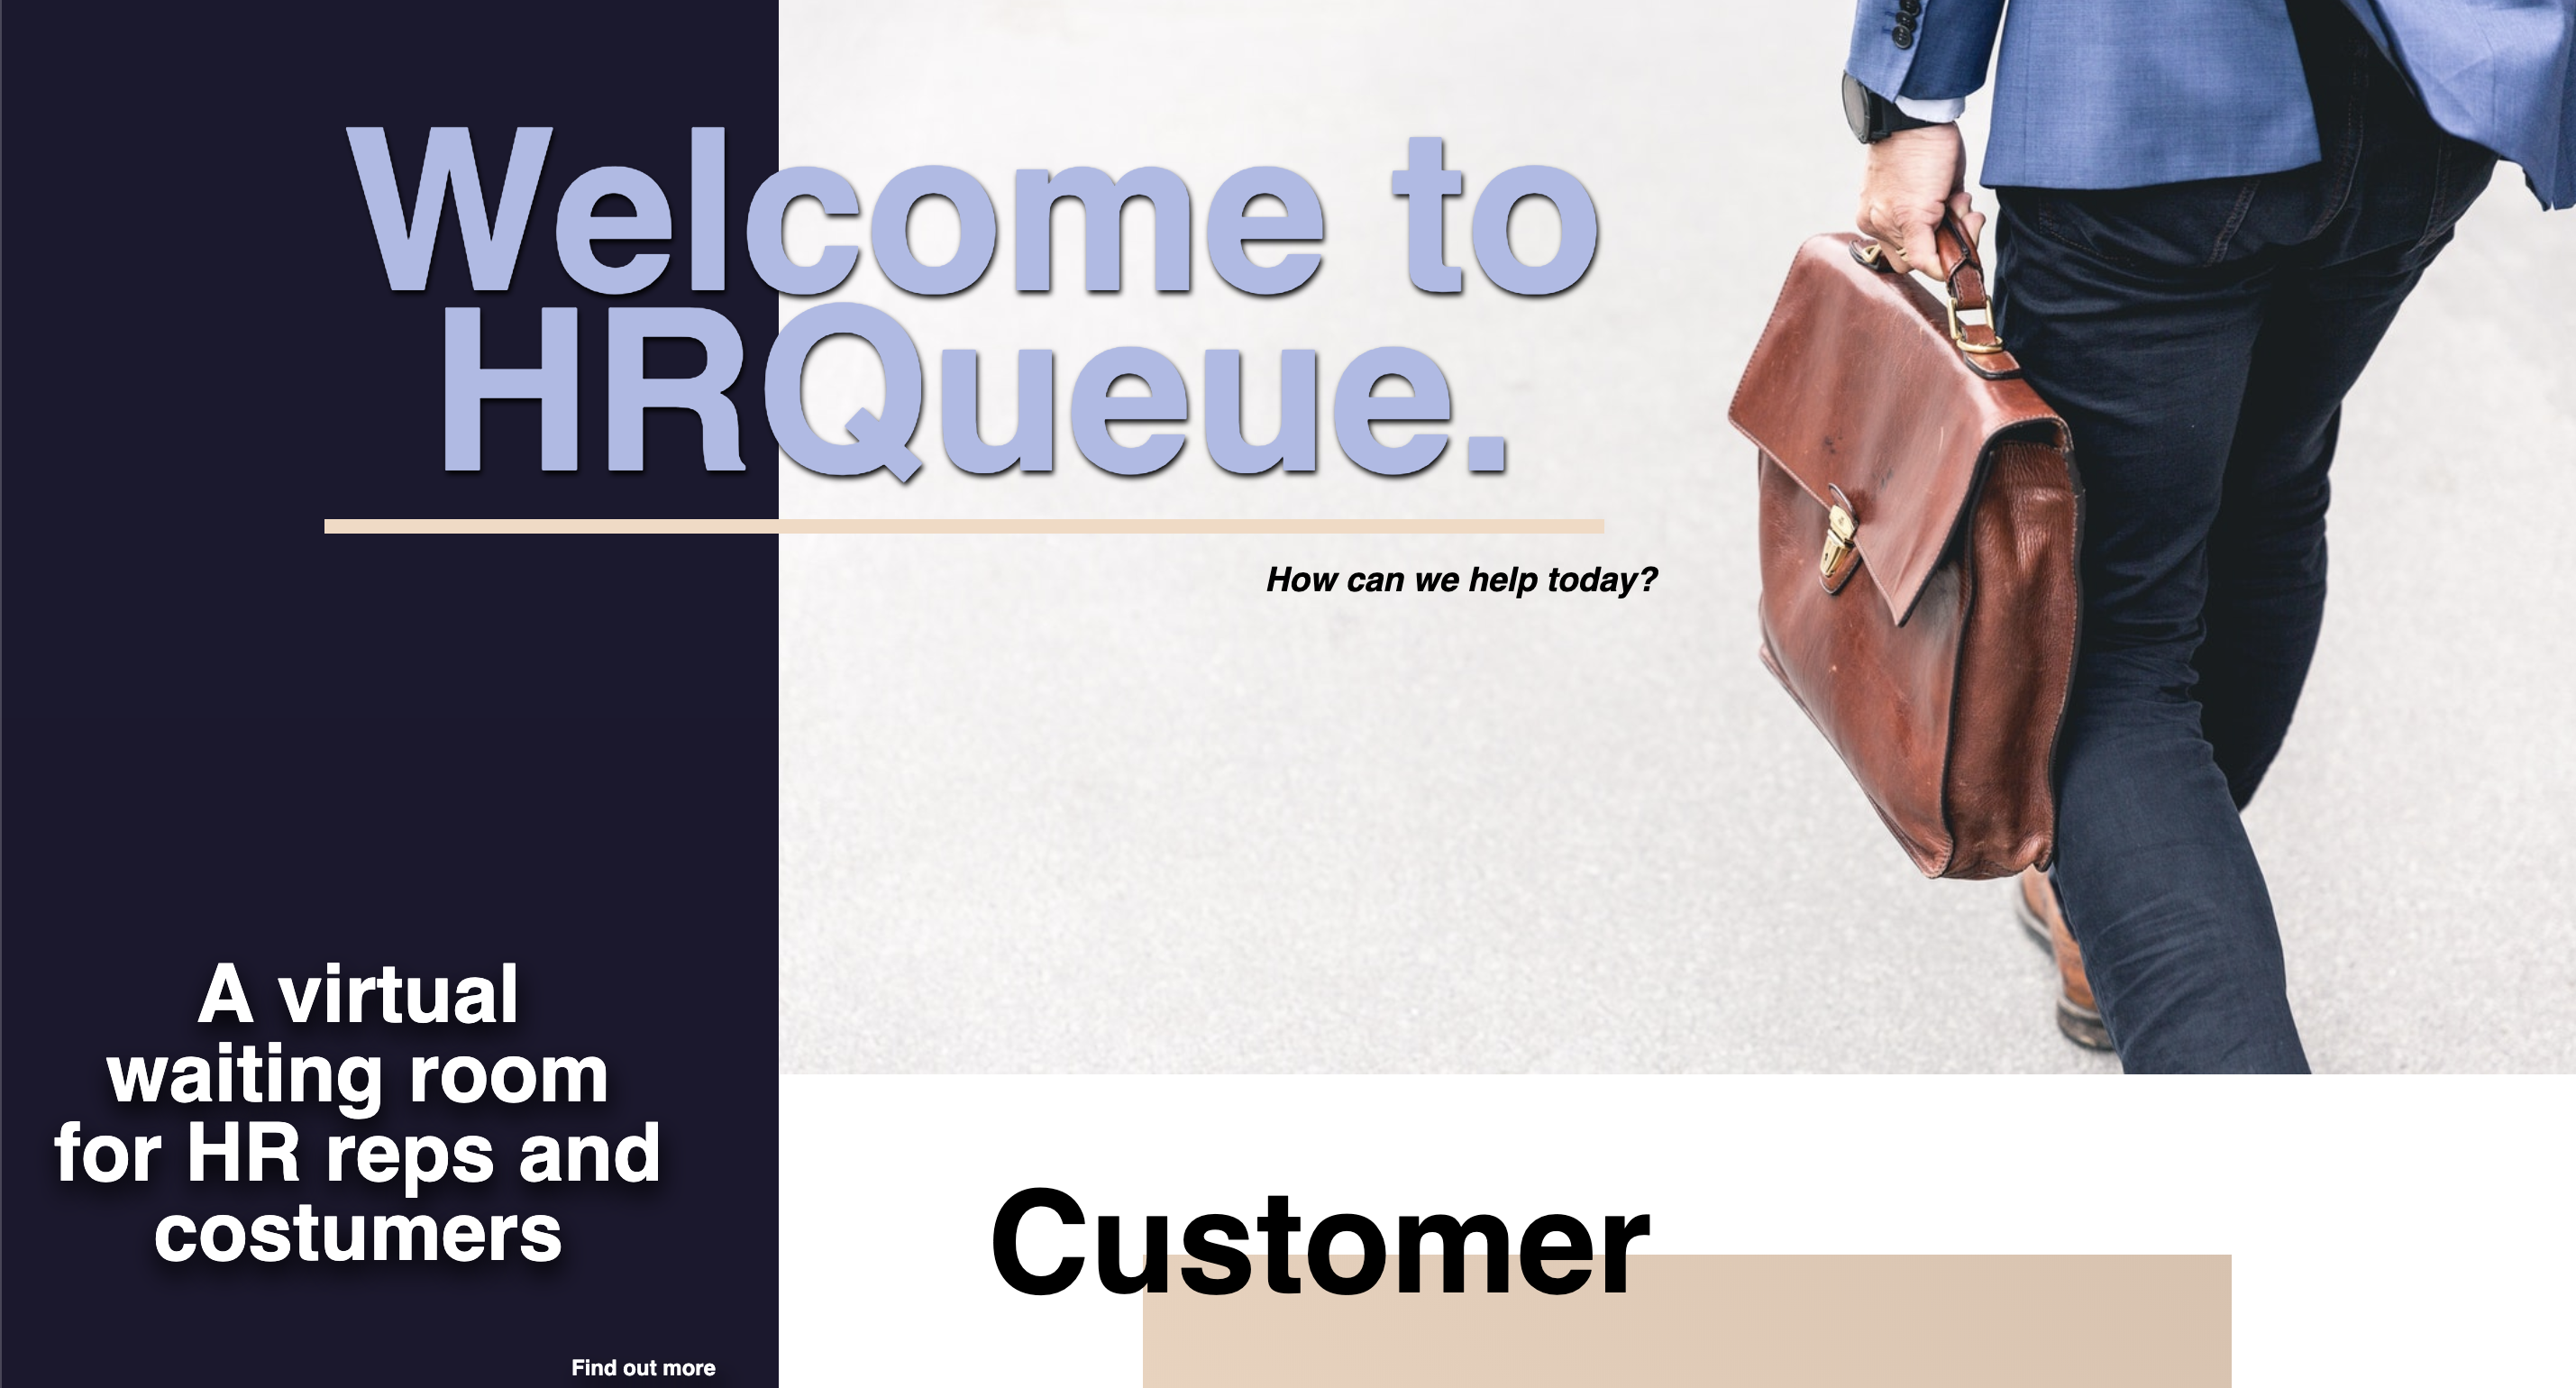 Welcome to
HRQueue.
How can we help today?
A virtual
waiting room
for HR reps and
costumers
Find out more
Customer